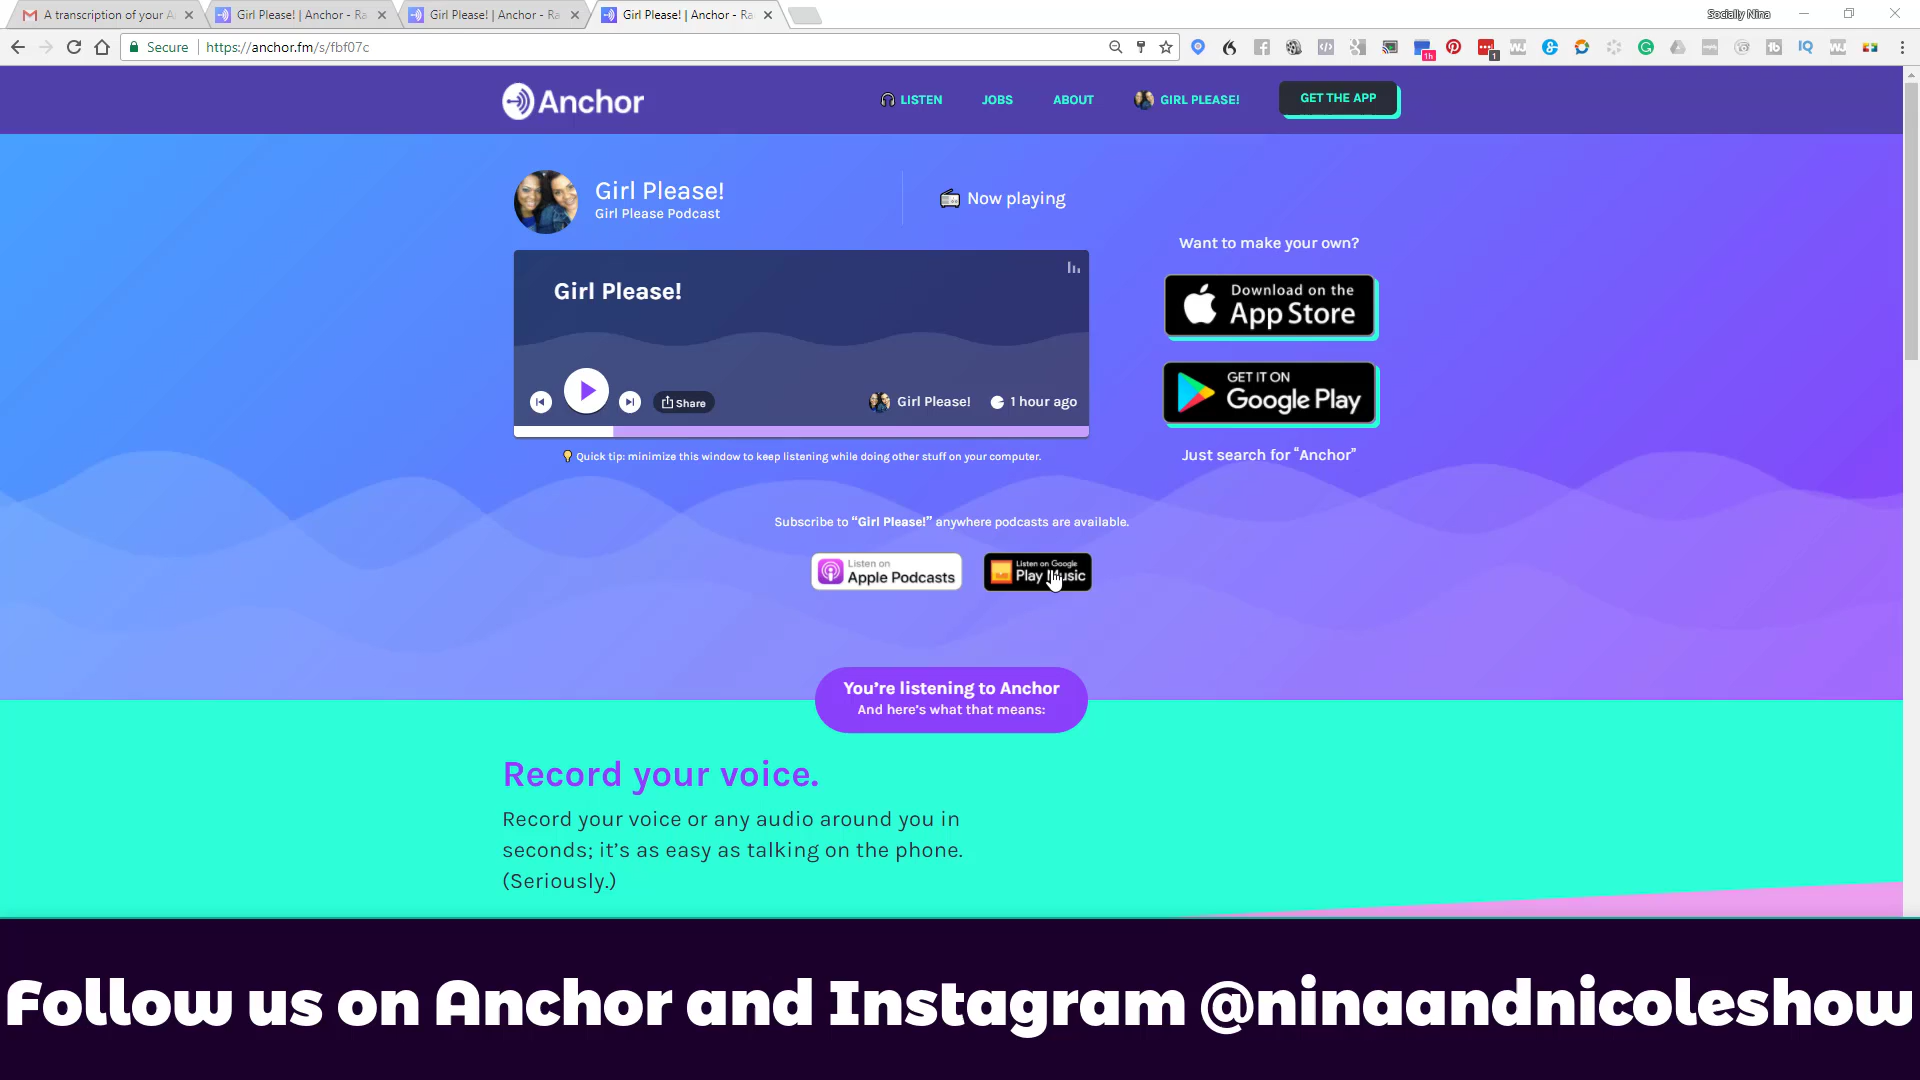 A transcription of your A
Girl Please! | Anchor - Ra
Girl Please! | Anchor - Ra
Girl Please! | Anchor - Ra
Socially Nina
Secure
https://anchor.fm/s/fbf07c
1h
1
Anchor
LISTEN
JOBS
ABOUT
GIRL PLEASE!
GET THE APP
Girl Please!
Girl Please Podcast
Now playing
Girl Please!
Share
Girl Please!
1 hour ago
Quick tip: minimize this window to keep listening while doing other stuff on your computer.
Want to make your own?
Download on the
App Store
GET IT ON
Google Play
Just search for “Anchor”
Subscribe to “Girl Please!” anywhere podcasts are available.
Listen on
Apple Podcasts
Listen on Google
Play Music
You’re listening to Anchor
And here’s what that means:
Record your voice.
Record your voice or any audio around you in
seconds; it’s as easy as talking on the phone.
(Seriously.)
Follow us on Anchor and Instagram @ninaandnicoleshow